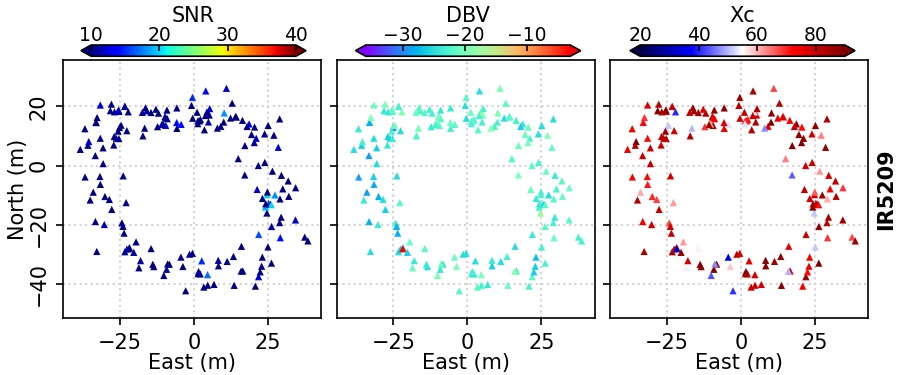 SNR
DBV
Xc
10 20 30 40
−30 −20 −10
20 40 60 80
North (m)
20
0
−20
−40
IR5209
−25 0 25
−25 0 25
−25 0 25
East (m)
East (m)
East (m)